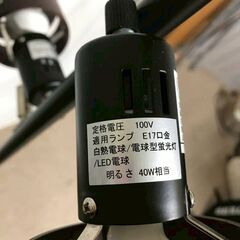 定格電圧 100V
適用ランプ E17口金
白熱電球/電球型蛍光灯
/LED電球
明るさ 40W相当